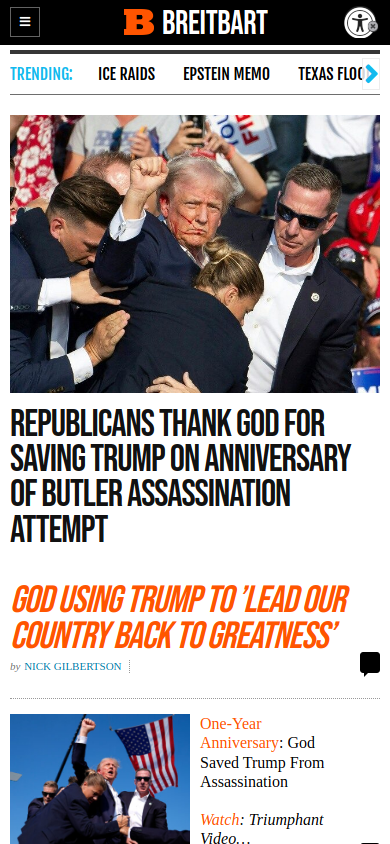 B BREITBART
TRENDING: ICE RAIDS EPSTEIN MEMO TEXAS FLOO
REPUBLICANS THANK GOD FOR
SAVING TRUMP ON ANNIVERSARY
OF BUTLER ASSASSINATION
ATTEMPT
GOD USING TRUMP TO 'LEAD OUR
COUNTRY BACK TO GREATNESS'
by NICK GILBERTSON
One-Year
Anniversary: God
Saved Trump From
Assassination
Watch: Triumphant
Video…